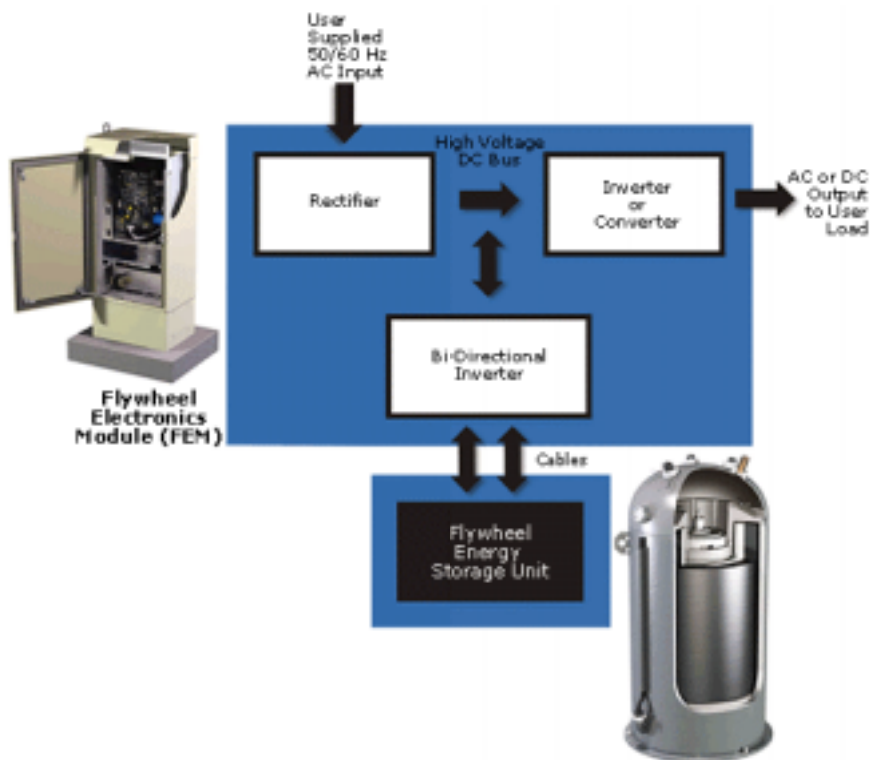 User
Supplied
50/60 Hz
AC Input
High Voltage
DC Bus
Rectifier
Inverter
or
Converter
AC or DC
Output
to User
Load
Bi-Directional
Inverter
Flywheel
Electronics
Module (FEM)
Cables
Flywheel
Energy
Storage Unit